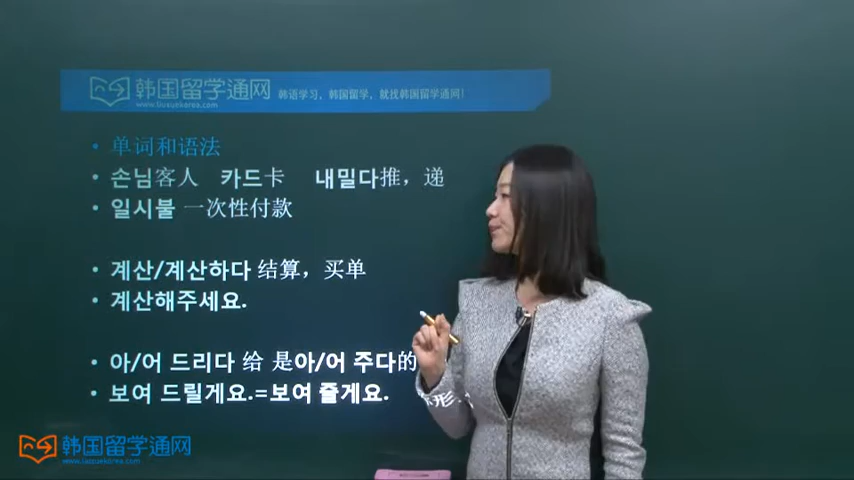 韩国留学通网 韩语学习,韩国留学,就找韩国留学通网!
• 单词和语法
• 손님客人 카드卡 내밀다推，递
• 일시불 一次性付款
• 계산/계산하다 结算，买单
• 계산해주세요.
• 아/어 드리다 给 是아/어 주다的
形
• 보여 드릴게요.=보여 줄게요.
韩国留学通网